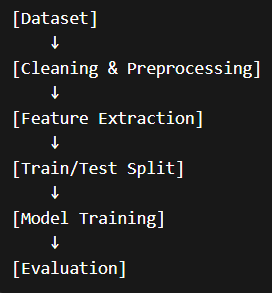 [Dataset]
↓
[Cleaning & Preprocessing]
↓
[Feature Extraction]
↓
[Train/Test Split]
↓
[Model Training]
↓
[Evaluation]